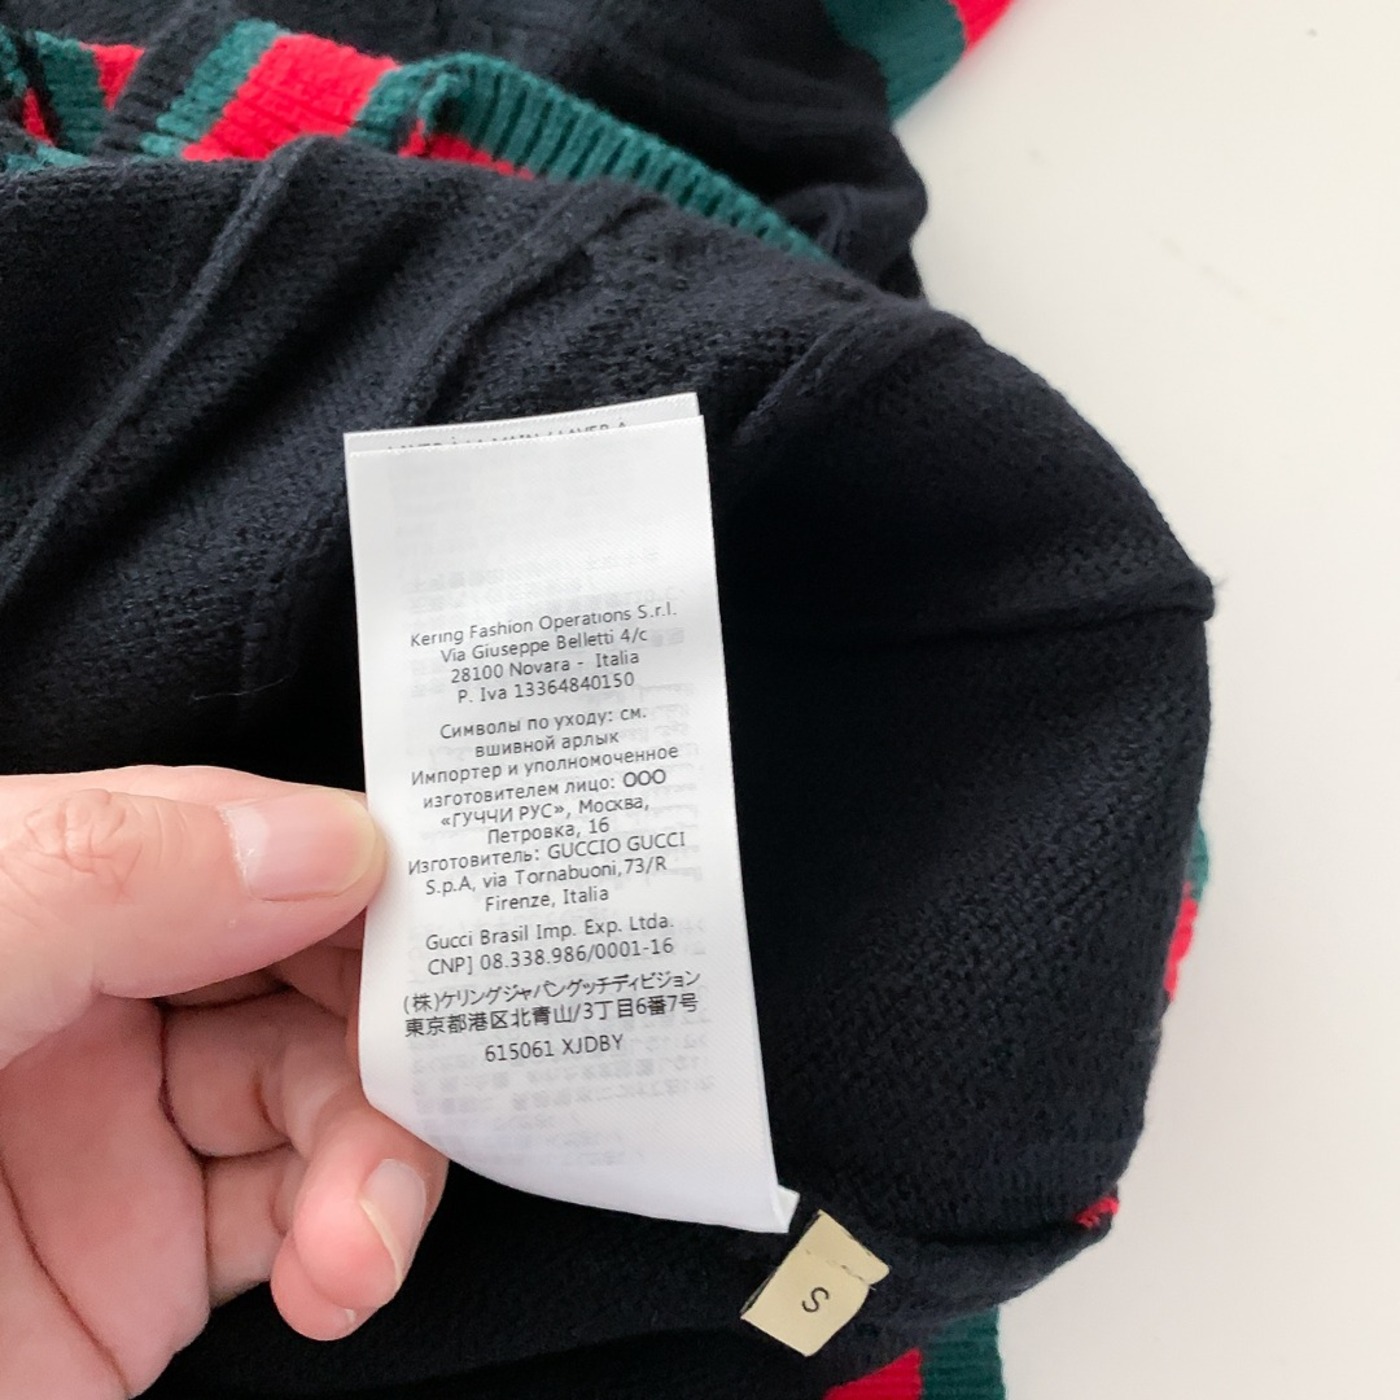 Kering Fashion Operations S.r.l.
Via Giuseppe Belletti 4/c
28100 Novara - Italia
P. Iva 13364840150
Символы по уходу: см.
вшивной арлык
Импортер и уполномоченное
изготовителем лицо: ООО
«ГУЧЧИ РУС», Москва,
Петровка, 16
Изготовитель: GUCCIO GUCCI
S.p.A, via Tornabuoni,73/R
Firenze, Italia
Gucci Brasil Imp. Exp. Ltda.
CNPJ 08.338.986/0001-16
(株)ケリングジャパングッチディビジョン
東京都港区北青山/3丁目6番7号
615061 XJDBY
S